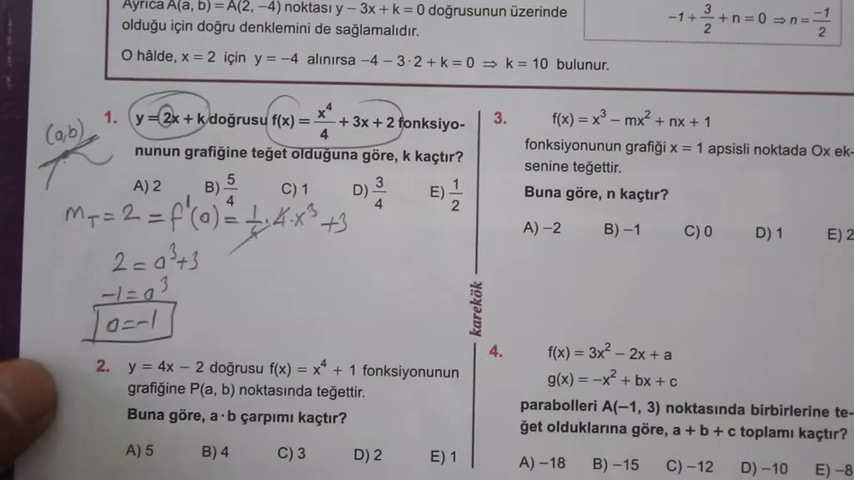 Ayrıca A(a, b) = A(2, −4) noktası y − 3x + k = 0 doğrusunun üzerinde
olduğu için doğru denklemini de sağlamalıdır.
O hâlde, x = 2 için y = −4 alınırsa −4 − 3·2 + k = 0 ⇒ k = 10 bulunur.
−1 + 3/2 + n = 0 ⇒ n = −1/2
1. y = 2x + k doğrusu f(x) = x⁴/4 + 3x + 2 fonksiyo-
nunun grafiğine teğet olduğuna göre, k kaçtır?
A) 2 B) 5/4 C) 1 D) 3/4 E) 1/2
(a,b)
T
m_T = 2 = f'(a) = 1/4 · 4 · x³ + 3
2 = a³ + 3
−1 = a³
a = −1
2. y = 4x − 2 doğrusu f(x) = x⁴ + 1 fonksiyonunun
grafiğine P(a, b) noktasında teğettir.
Buna göre, a·b çarpımı kaçtır?
A) 5 B) 4 C) 3 D) 2 E) 1
karekök
3. f(x) = x³ − mx² + nx + 1
fonksiyonunun grafiği x = 1 apsisli noktada Ox ek-
senine teğettir.
Buna göre, n kaçtır?
A) −2 B) −1 C) 0 D) 1 E) 2
4. f(x) = 3x² − 2x + a
g(x) = −x² + bx + c
parabolleri A(−1, 3) noktasında birbirlerine te-
ğet olduklarına göre, a + b + c toplamı kaçtır?
A) −18 B) −15 C) −12 D) −10 E) −8